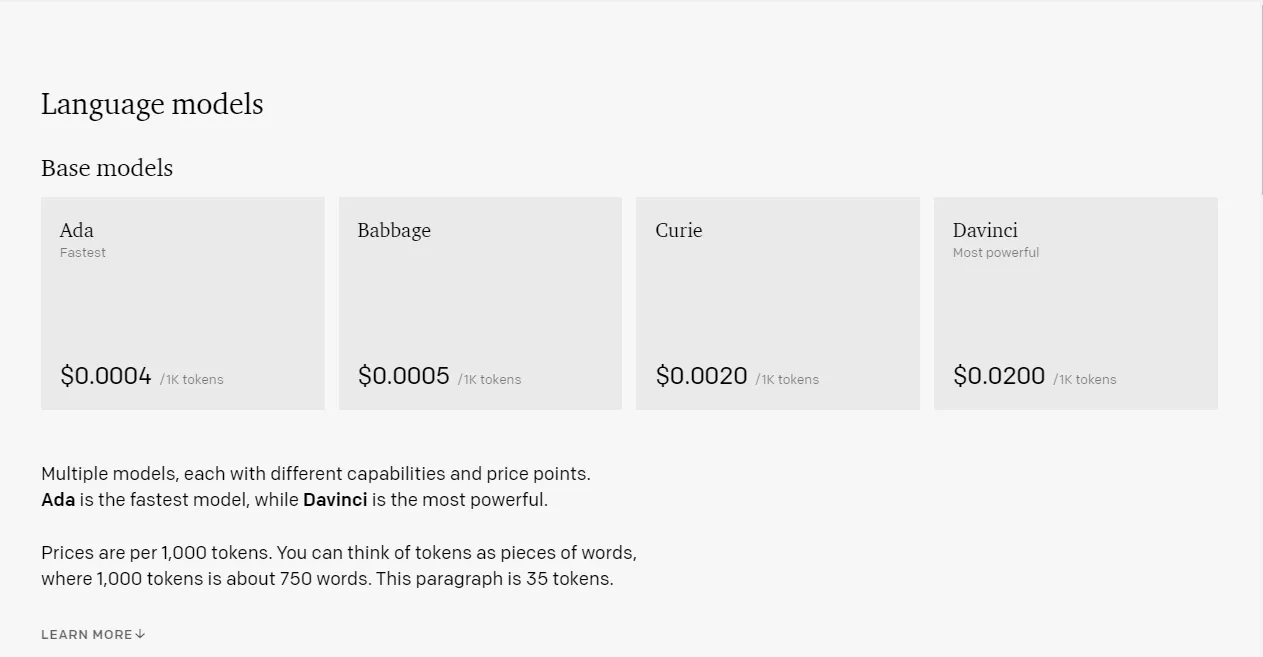 Language models
Base models
Ada
Fastest
$0.0004 /1K tokens
Babbage
$0.0005 /1K tokens
Curie
$0.0020 /1K tokens
Davinci
Most powerful
$0.0200 /1K tokens
Multiple models, each with different capabilities and price points.
Ada is the fastest model, while Davinci is the most powerful.
Prices are per 1,000 tokens. You can think of tokens as pieces of words,
where 1,000 tokens is about 750 words. This paragraph is 35 tokens.
LEARN MORE↓